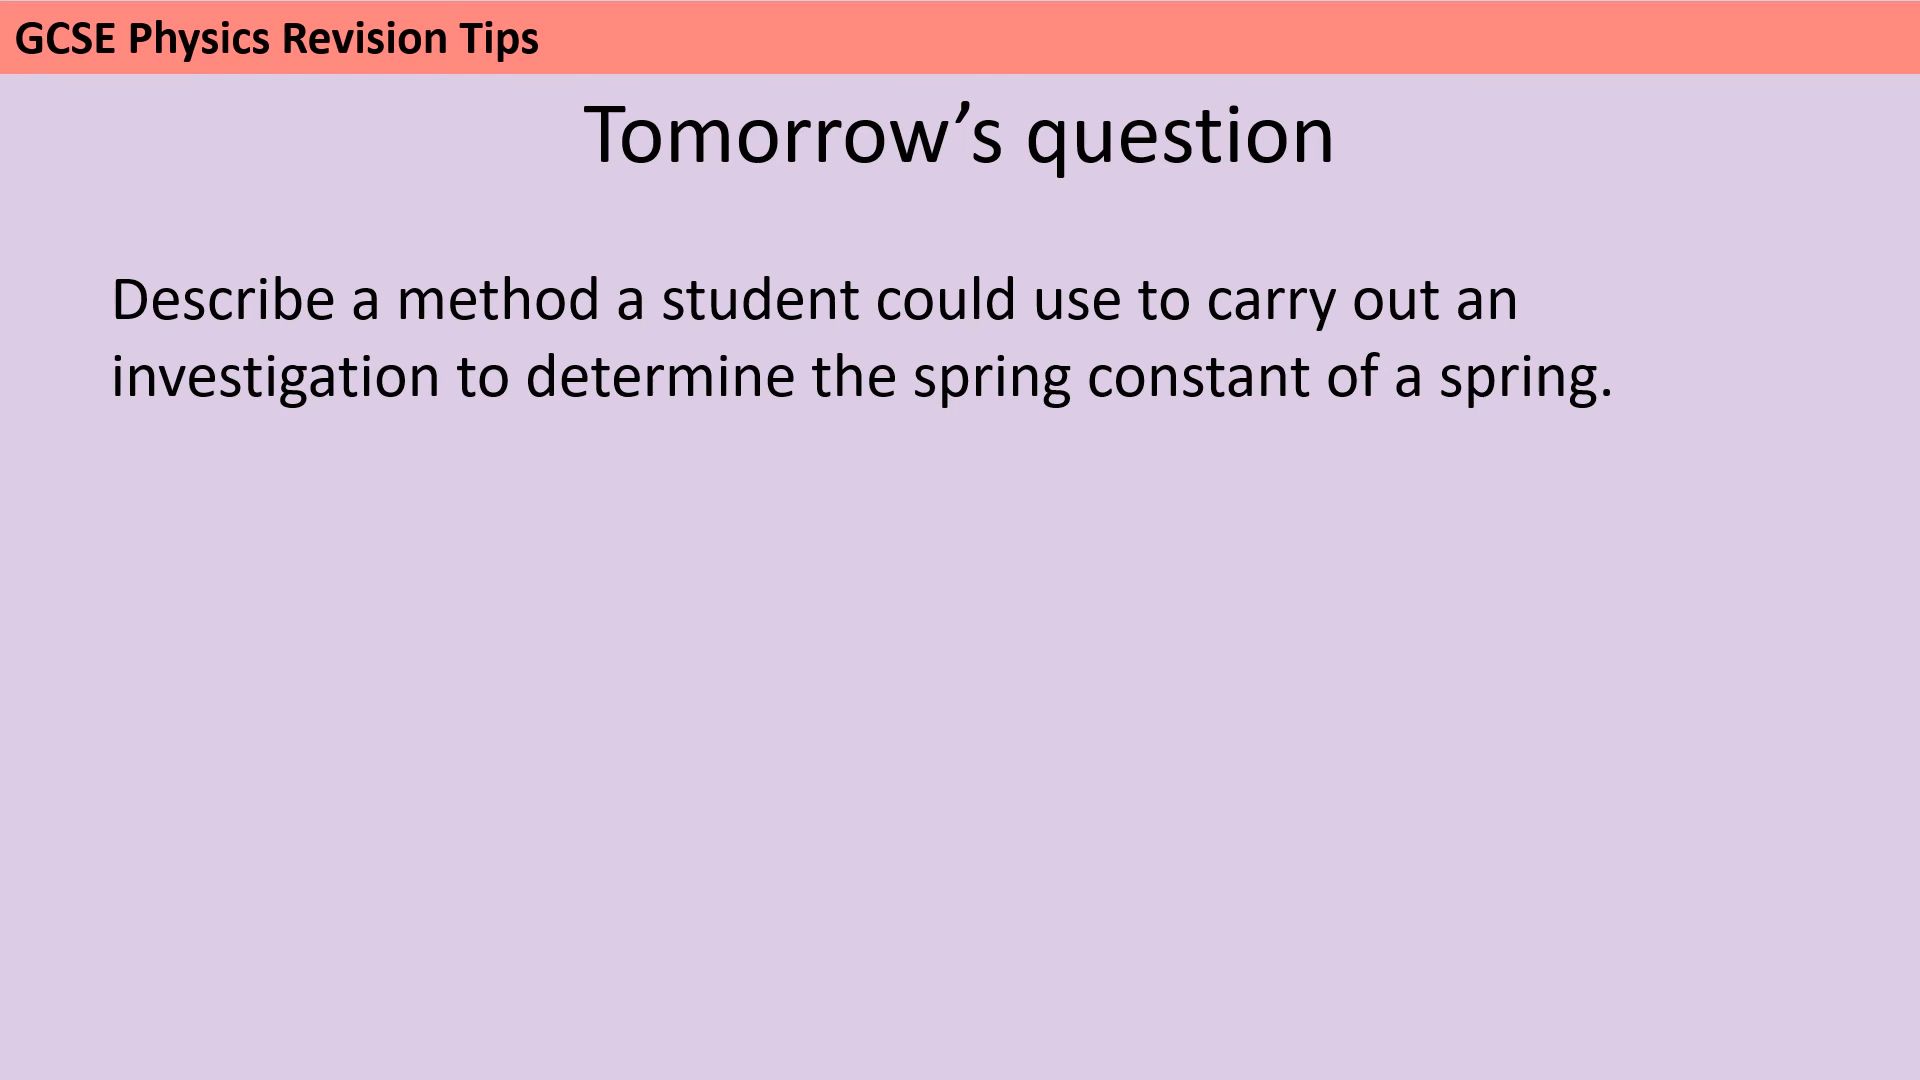 GCSE Physics Revision Tips
Tomorrow’s question
Describe a method a student could use to carry out an
investigation to determine the spring constant of a spring.